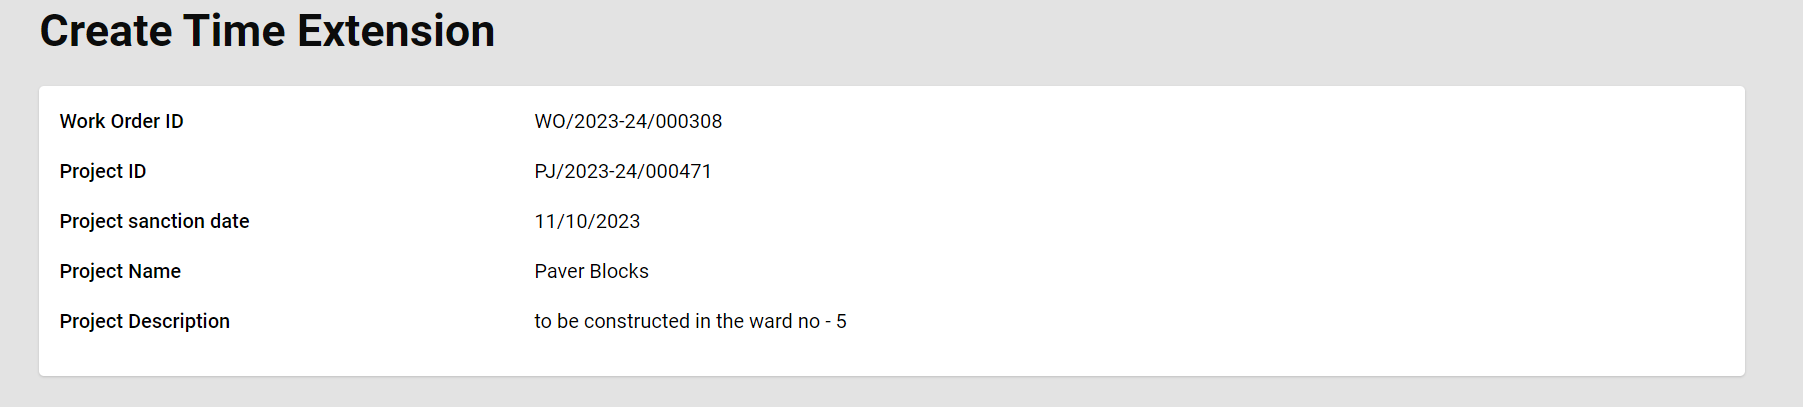 Create Time Extension
Work Order ID WO/2023-24/000308
Project ID PJ/2023-24/000471
Project sanction date 11/10/2023
Project Name Paver Blocks
Project Description to be constructed in the ward no - 5